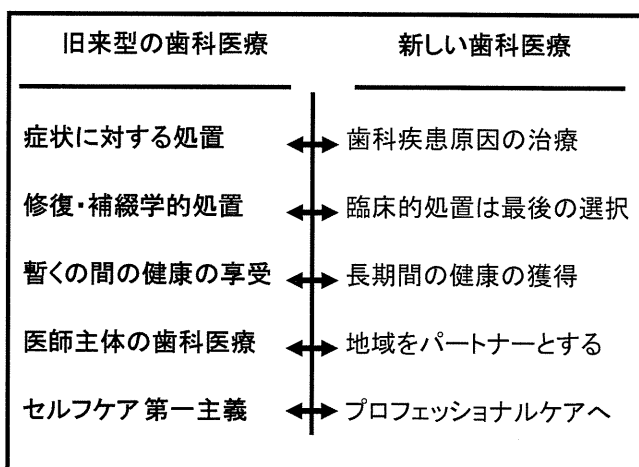 旧来型の歯科医療 新しい歯科医療
症状に対する処置 歯科疾患原因の治療
修復・補綴学的処置 臨床的処置は最後の選択
暫くの間の健康の享受 長期間の健康の獲得
医師主体の歯科医療 地域をパートナーとする
セルフケア第一主義 プロフェッショナルケアへ